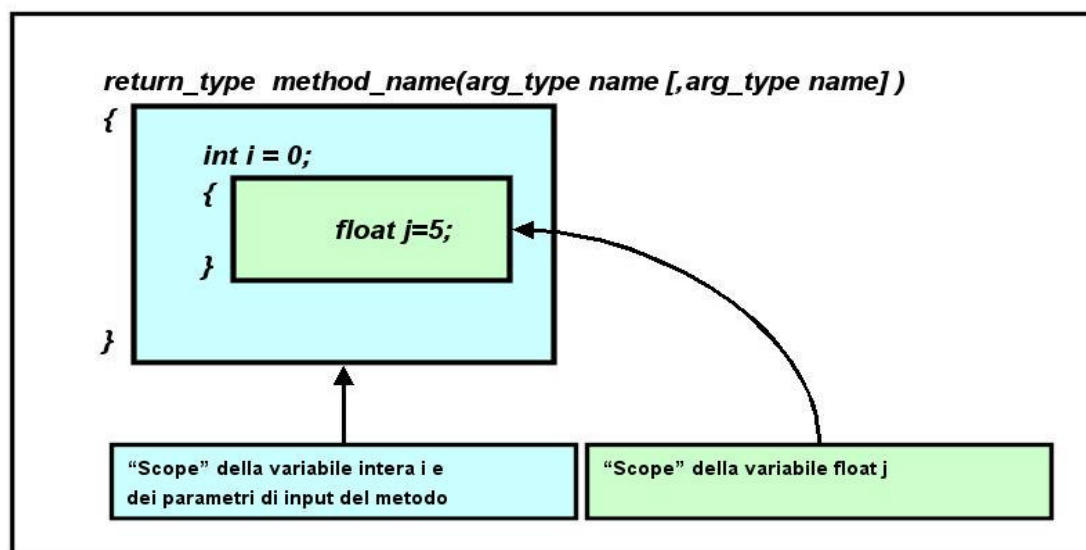 return_type method_name(arg_type name [,arg_type name] )
{
int i = 0;
{
float j=5;
}
}
“Scope” della variabile intera i e
dei parametri di input del metodo
“Scope” della variabile float j